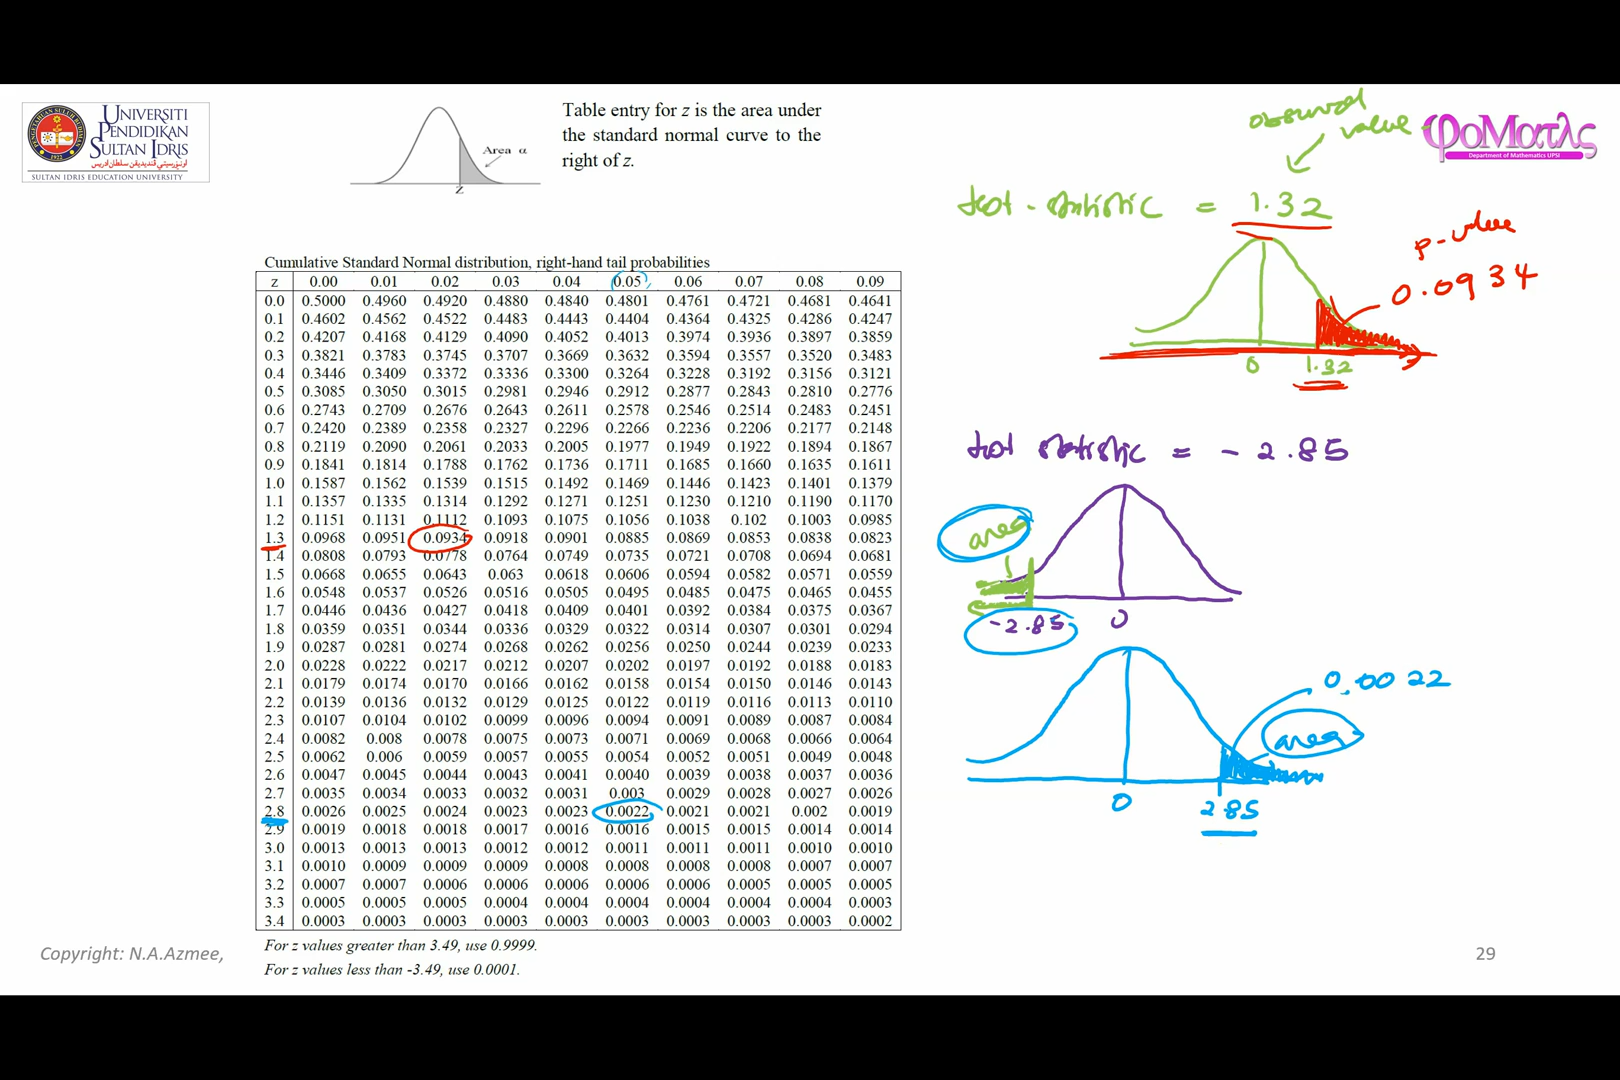 UNIVERSITI
PENDIDIKAN
SULTAN IDRIS
اونيۏرسيتي ڤنديديقن سلطان ادريس
SULTAN IDRIS EDUCATION UNIVERSITY
Area α
z
Table entry for z is the area under
the standard normal curve to the
right of z.
observed
value
φοΜαtλς
Department of Mathematics UPSI
test-statistic = 1.32
p-value
0.0934
0 1.32
Cumulative Standard Normal distribution, right-hand tail probabilities
z 0.00 0.01 0.02 0.03 0.04 0.05 0.06 0.07 0.08 0.09
0.0 0.5000 0.4960 0.4920 0.4880 0.4840 0.4801 0.4761 0.4721 0.4681 0.4641
0.1 0.4602 0.4562 0.4522 0.4483 0.4443 0.4404 0.4364 0.4325 0.4286 0.4247
0.2 0.4207 0.4168 0.4129 0.4090 0.4052 0.4013 0.3974 0.3936 0.3897 0.3859
0.3 0.3821 0.3783 0.3745 0.3707 0.3669 0.3632 0.3594 0.3557 0.3520 0.3483
0.4 0.3446 0.3409 0.3372 0.3336 0.3300 0.3264 0.3228 0.3192 0.3156 0.3121
0.5 0.3085 0.3050 0.3015 0.2981 0.2946 0.2912 0.2877 0.2843 0.2810 0.2776
0.6 0.2743 0.2709 0.2676 0.2643 0.2611 0.2578 0.2546 0.2514 0.2483 0.2451
0.7 0.2420 0.2389 0.2358 0.2327 0.2296 0.2266 0.2236 0.2206 0.2177 0.2148
0.8 0.2119 0.2090 0.2061 0.2033 0.2005 0.1977 0.1949 0.1922 0.1894 0.1867
0.9 0.1841 0.1814 0.1788 0.1762 0.1736 0.1711 0.1685 0.1660 0.1635 0.1611
1.0 0.1587 0.1562 0.1539 0.1515 0.1492 0.1469 0.1446 0.1423 0.1401 0.1379
1.1 0.1357 0.1335 0.1314 0.1292 0.1271 0.1251 0.1230 0.1210 0.1190 0.1170
1.2 0.1151 0.1131 0.1112 0.1093 0.1075 0.1056 0.1038 0.102 0.1003 0.0985
1.3 0.0968 0.0951 0.0934 0.0918 0.0901 0.0885 0.0869 0.0853 0.0838 0.0823
1.4 0.0808 0.0793 0.0778 0.0764 0.0749 0.0735 0.0721 0.0708 0.0694 0.0681
1.5 0.0668 0.0655 0.0643 0.063 0.0618 0.0606 0.0594 0.0582 0.0571 0.0559
1.6 0.0548 0.0537 0.0526 0.0516 0.0505 0.0495 0.0485 0.0475 0.0465 0.0455
1.7 0.0446 0.0436 0.0427 0.0418 0.0409 0.0401 0.0392 0.0384 0.0375 0.0367
1.8 0.0359 0.0351 0.0344 0.0336 0.0329 0.0322 0.0314 0.0307 0.0301 0.0294
1.9 0.0287 0.0281 0.0274 0.0268 0.0262 0.0256 0.0250 0.0244 0.0239 0.0233
2.0 0.0228 0.0222 0.0217 0.0212 0.0207 0.0202 0.0197 0.0192 0.0188 0.0183
2.1 0.0179 0.0174 0.0170 0.0166 0.0162 0.0158 0.0154 0.0150 0.0146 0.0143
2.2 0.0139 0.0136 0.0132 0.0129 0.0125 0.0122 0.0119 0.0116 0.0113 0.0110
2.3 0.0107 0.0104 0.0102 0.0099 0.0096 0.0094 0.0091 0.0089 0.0087 0.0084
2.4 0.0082 0.008 0.0078 0.0075 0.0073 0.0071 0.0069 0.0068 0.0066 0.0064
2.5 0.0062 0.006 0.0059 0.0057 0.0055 0.0054 0.0052 0.0051 0.0049 0.0048
2.6 0.0047 0.0045 0.0044 0.0043 0.0041 0.0040 0.0039 0.0038 0.0037 0.0036
2.7 0.0035 0.0034 0.0033 0.0032 0.0031 0.003 0.0029 0.0028 0.0027 0.0026
2.8 0.0026 0.0025 0.0024 0.0023 0.0023 0.0022 0.0021 0.0021 0.002 0.0019
2.9 0.0019 0.0018 0.0018 0.0017 0.0016 0.0016 0.0015 0.0015 0.0014 0.0014
3.0 0.0013 0.0013 0.0013 0.0012 0.0012 0.0011 0.0011 0.0011 0.0010 0.0010
3.1 0.0010 0.0009 0.0009 0.0009 0.0008 0.0008 0.0008 0.0008 0.0007 0.0007
3.2 0.0007 0.0007 0.0006 0.0006 0.0006 0.0006 0.0006 0.0005 0.0005 0.0005
3.3 0.0005 0.0005 0.0005 0.0004 0.0004 0.0004 0.0004 0.0004 0.0004 0.0003
3.4 0.0003 0.0003 0.0003 0.0003 0.0003 0.0003 0.0003 0.0003 0.0003 0.0002
For z values greater than 3.49, use 0.9999.
For z values less than -3.49, use 0.0001.
test statistic = -2.85
area
-2.85 0
0.0022
area
0 2.85
Copyright: N.A.Azmee,
29